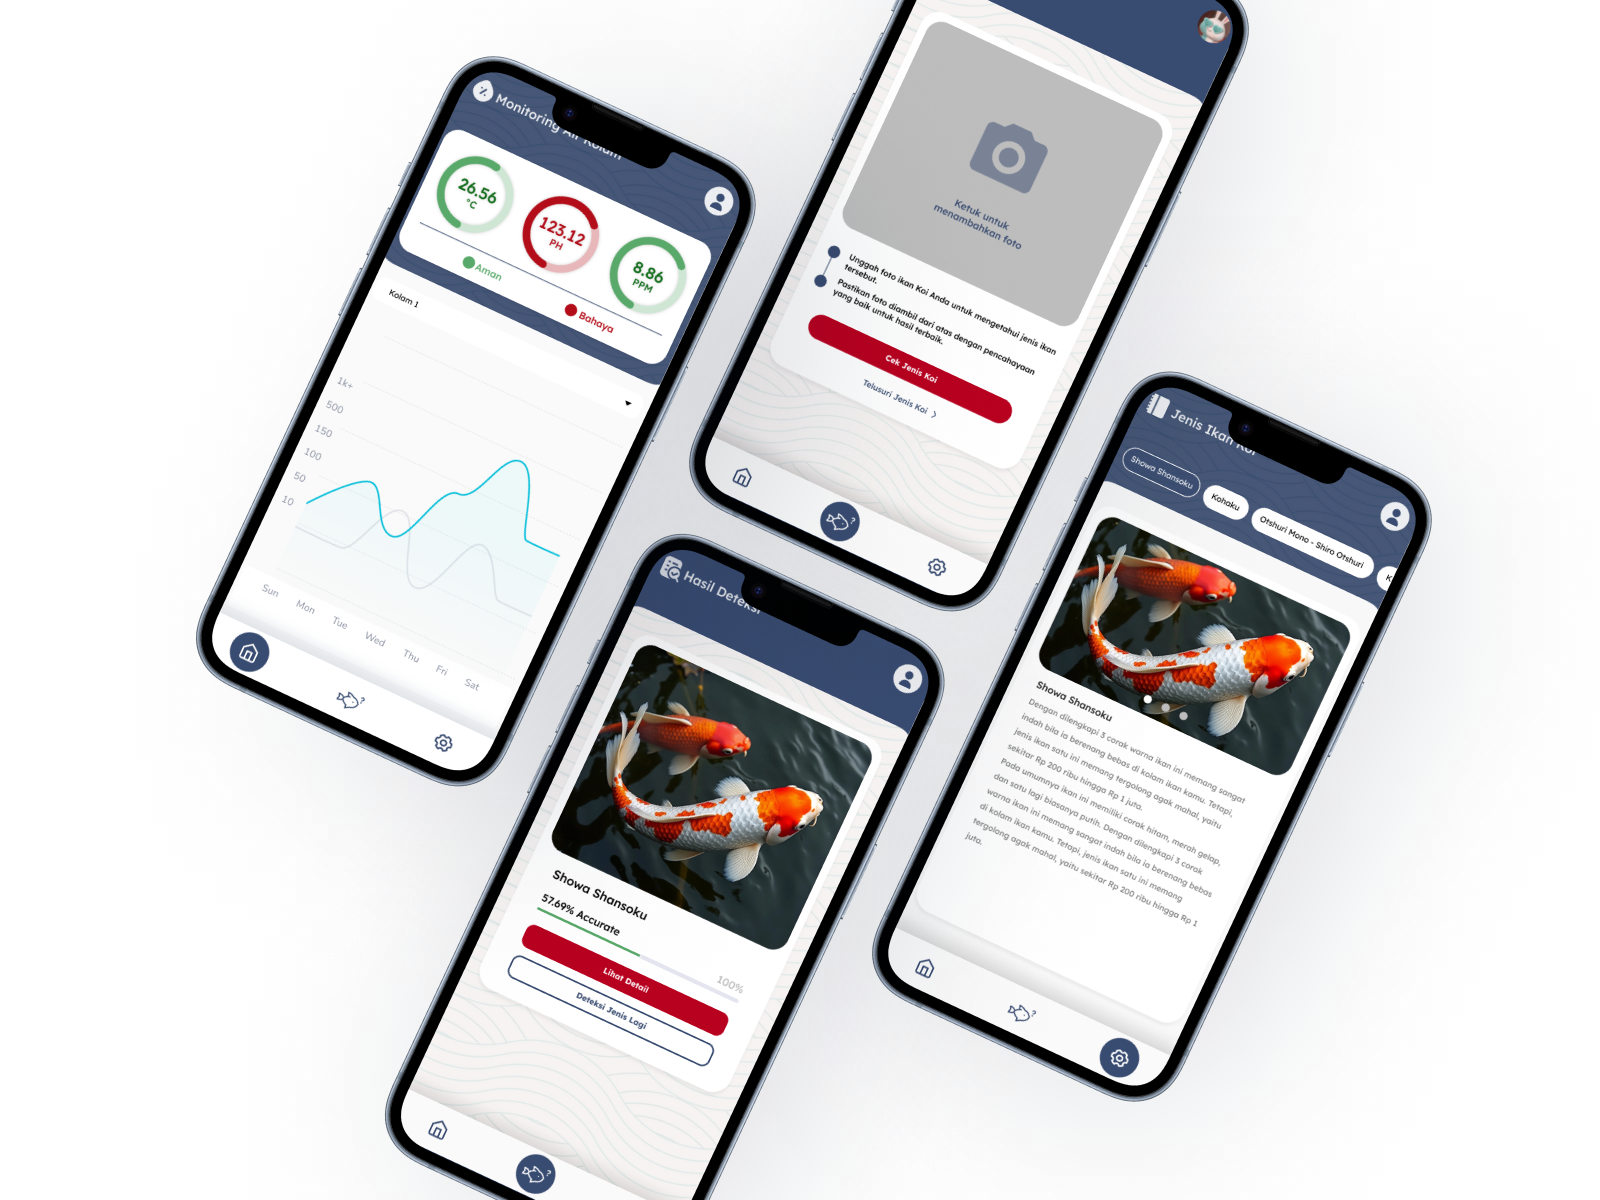 Monitoring Air Kolam
26.56
°C
123.12
PH
8.86
PPM
Aman
Bahaya
Kolam 1
1k+
500
150
100
50
10
Sun
Mon
Tue
Wed
Thu
Fri
Sat
?
Ketuk untuk
menambahkan foto
Unggah foto ikan Koi Anda untuk mengetahui jenis ikan
tersebut.
Pastikan foto diambil dari atas dengan pencahayaan
yang baik untuk hasil terbaik.
Cek Jenis Koi
Telusuri Jenis Koi
?
Hasil Deteksi
Showa Shansoku
57.69% Accurate
100%
Lihat Detail
Deteksi Jenis Lagi
?
Jenis Ikan Koi
Showa Shansoku
Kohaku
Otshuri Mono - Shiro Otshuri
K
Showa Shansoku
Dengan dilengkapi 3 corak warna ikan ini memang sangat
indah bila ia berenang bebas di kolam ikan kamu. Tetapi,
jenis ikan satu ini memang tergolong agak mahal, yaitu
sekitar Rp 200 ribu hingga Rp 1 juta.
Pada umumnya ikan ini memiliki corak hitam, merah gelap,
dan satu lagi biasanya putih. Dengan dilengkapi 3 corak
warna ikan ini memang sangat indah bila ia berenang bebas
di kolam ikan kamu. Tetapi, jenis ikan satu ini memang
tergolong agak mahal, yaitu sekitar Rp 200 ribu hingga Rp 1
juta.
?